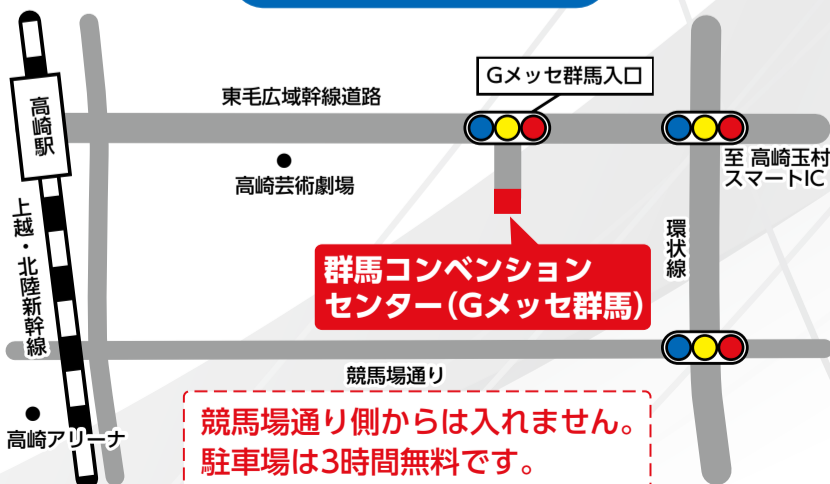 Gメッセ群馬入口
東毛広域幹線道路
高崎駅
高崎芸術劇場
至 高崎玉村
スマートIC
上越・北陸新幹線
環状線
群馬コンベンション
センター(Gメッセ群馬)
競馬場通り
高崎アリーナ
競馬場通り側からは入れません。
駐車場は3時間無料です。